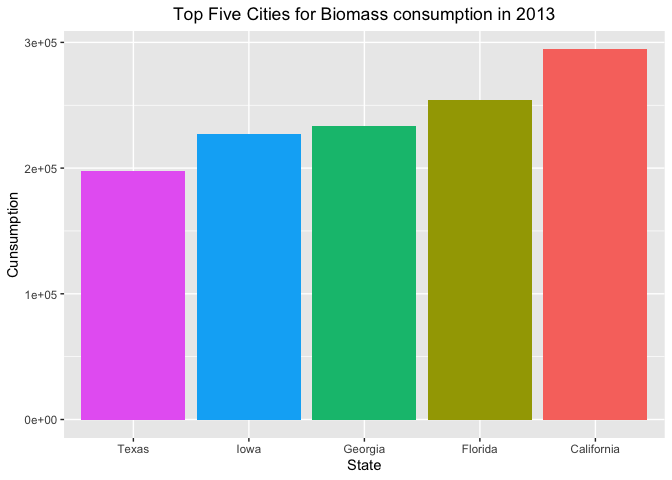 Top Five Cities for Biomass consumption in 2013
3e+05
2e+05
1e+05
0e+00
Cunsumption
Texas Iowa Georgia Florida California
State